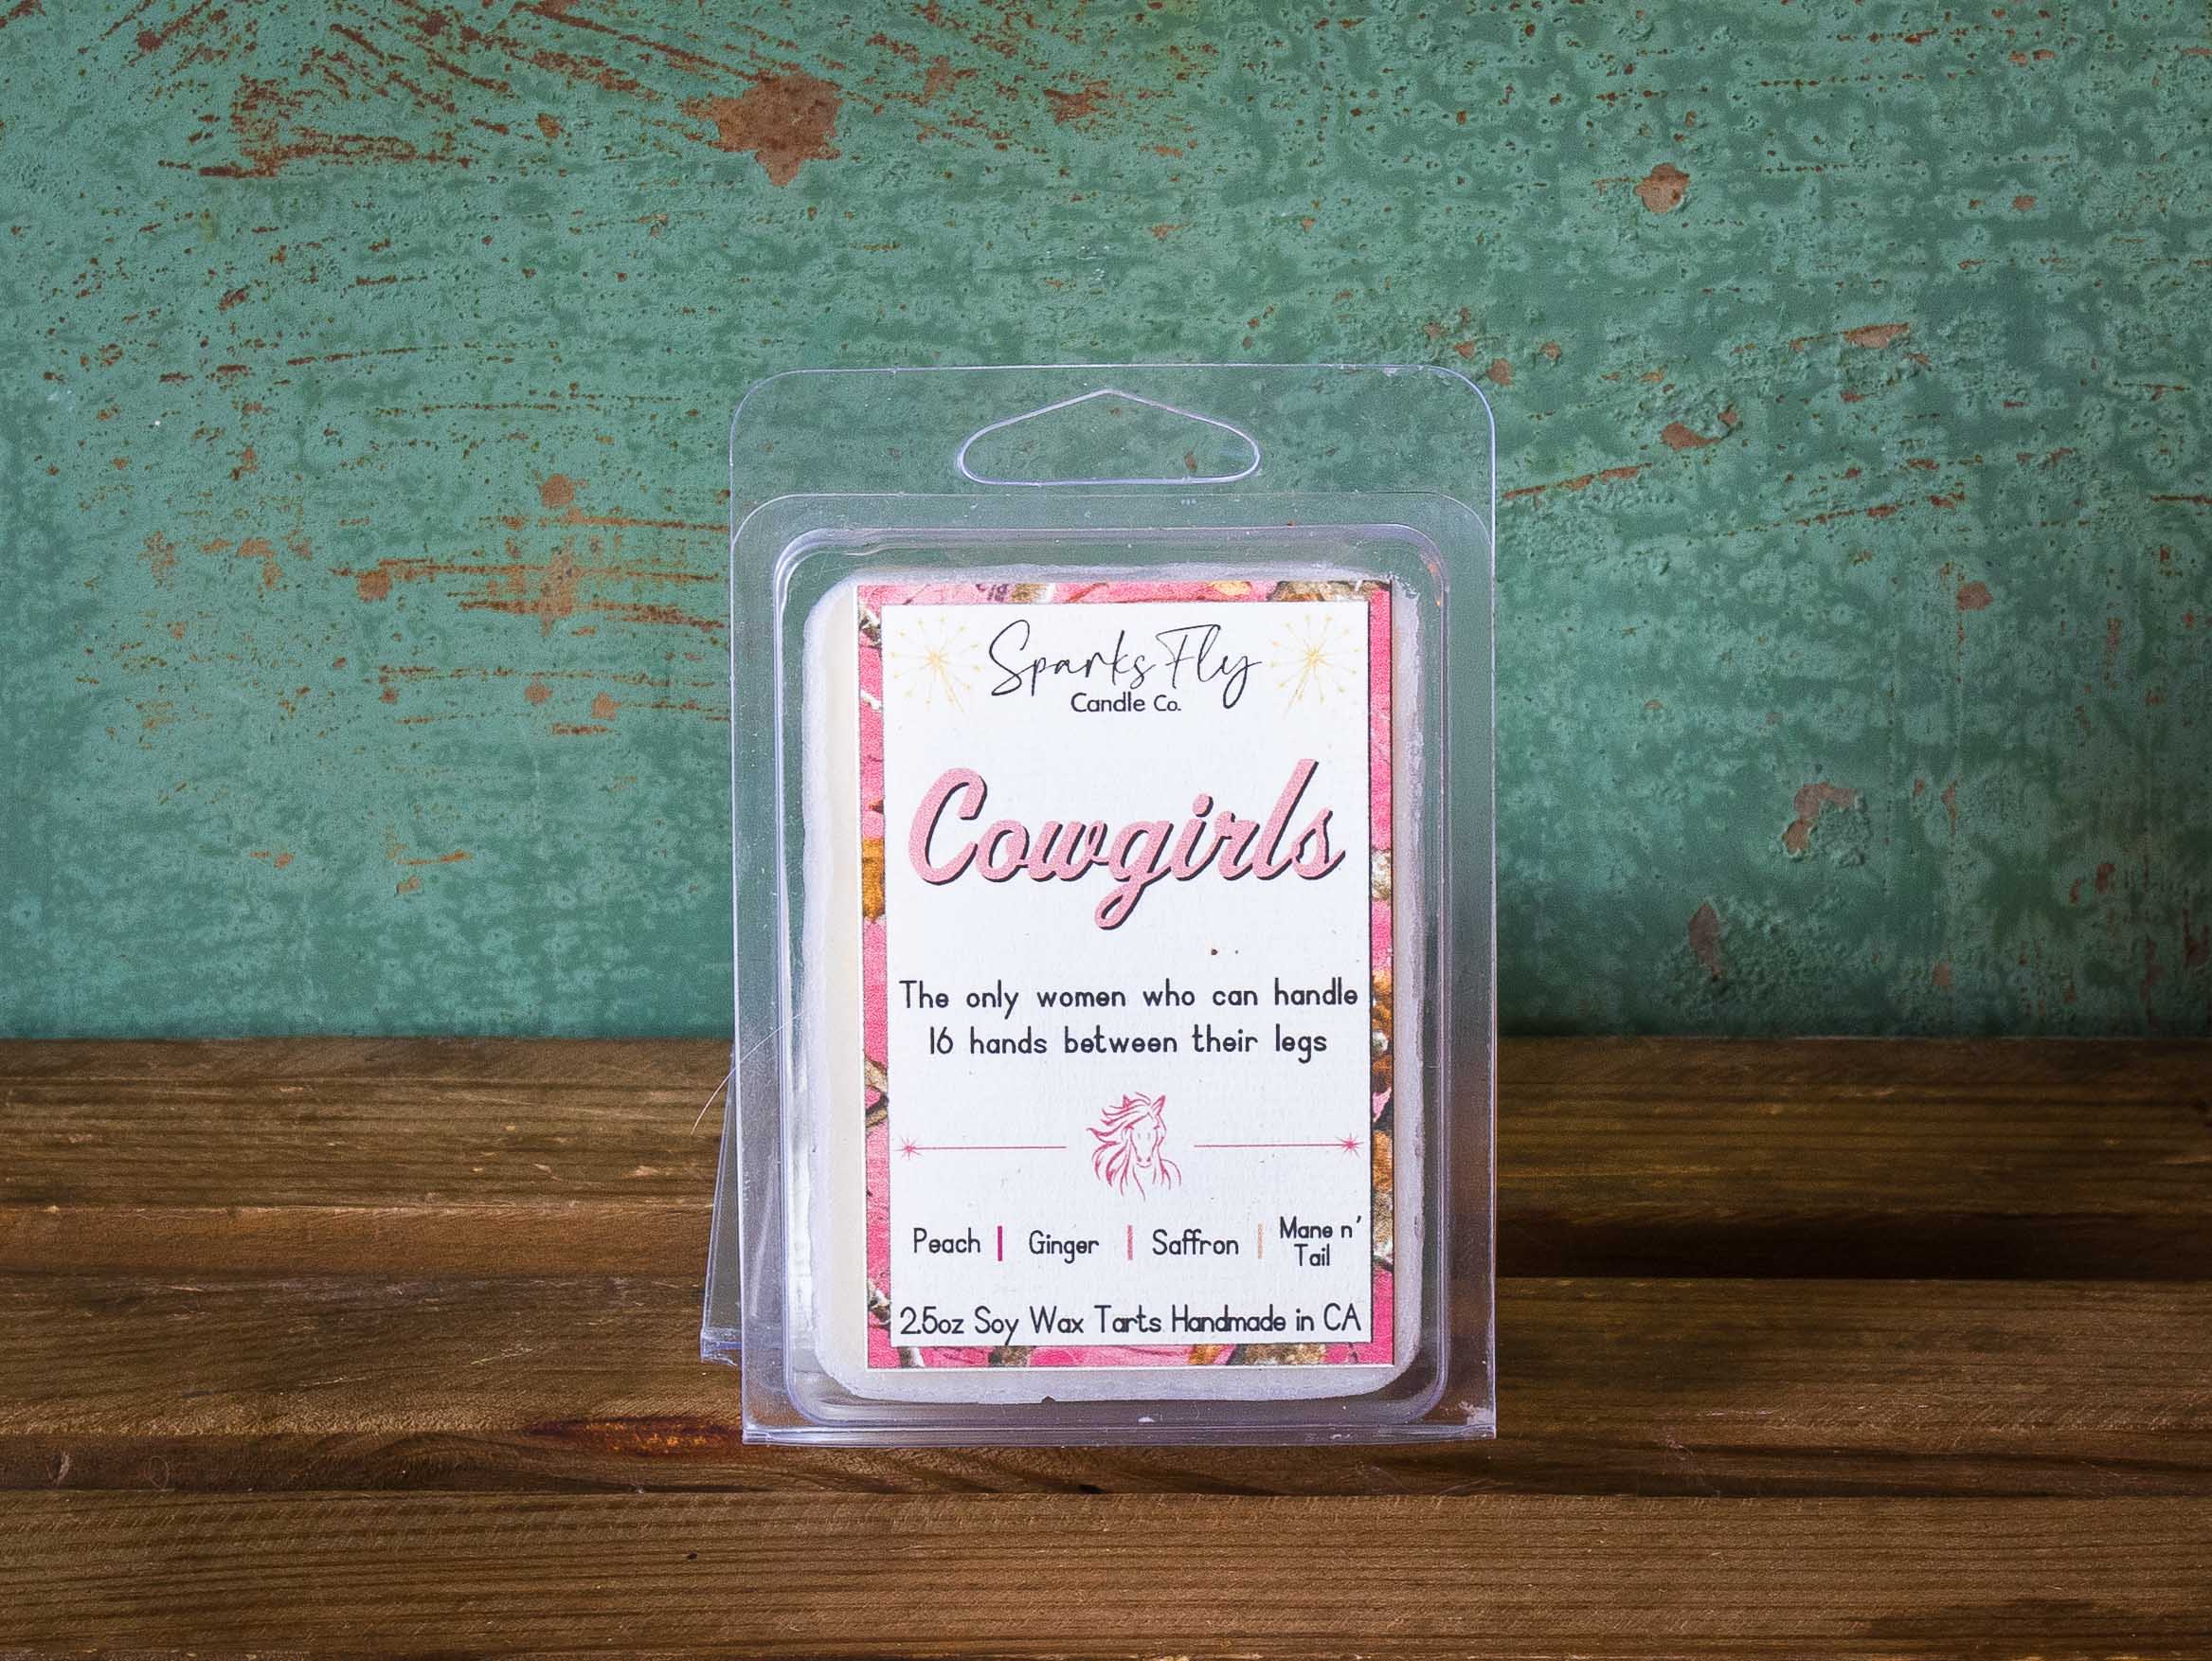 Sparks Fly
Candle Co.
Cowgirls
The only women who can handle
16 hands between their legs
Peach | Ginger | Saffron | Mane n'
Tail
2.5oz Soy Wax Tarts Handmade in CA